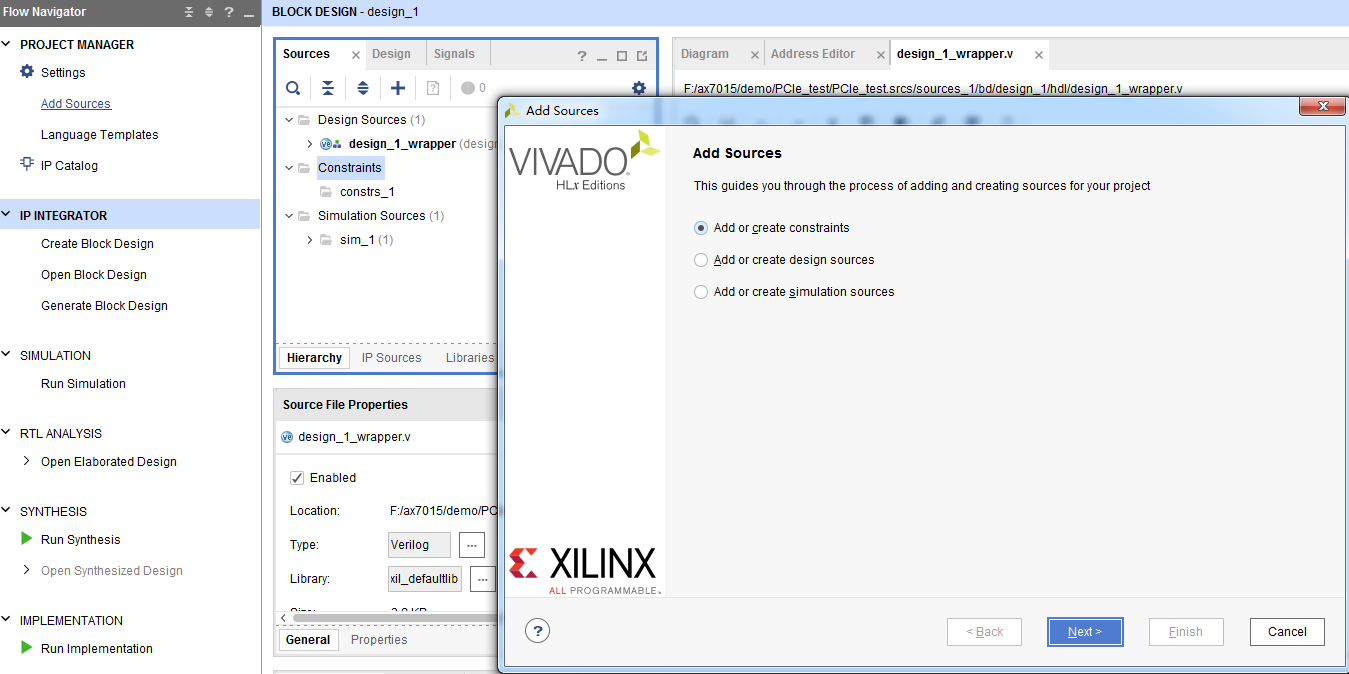 Flow Navigator
PROJECT MANAGER
Settings
Add Sources
Language Templates
IP Catalog
IP INTEGRATOR
Create Block Design
Open Block Design
Generate Block Design
SIMULATION
Run Simulation
RTL ANALYSIS
Open Elaborated Design
SYNTHESIS
Run Synthesis
Open Synthesized Design
IMPLEMENTATION
Run Implementation
BLOCK DESIGN - design_1
Sources × Design Signals
? 0
Design Sources (1)
design_1_wrapper (design
Constraints
constrs_1
Simulation Sources (1)
sim_1 (1)
Hierarchy IP Sources Libraries
Source File Properties
design_1_wrapper.v
Enabled
Location: F:/ax7015/demo/PC
Type: Verilog ...
Library: xil_defaultlib ...
General Properties
Diagram × Address Editor × design_1_wrapper.v ×
F:/ax7015/demo/PCIe_test/PCIe_test.srcs/sources_1/bd/design_1/hdl/design_1_wrapper.v
Add Sources
VIVADO
HLx Editions
Add Sources
This guides you through the process of adding and creating sources for your project
Add or create constraints
Add or create design sources
Add or create simulation sources
XILINX
ALL PROGRAMMABLE.
? < Back Next > Finish Cancel